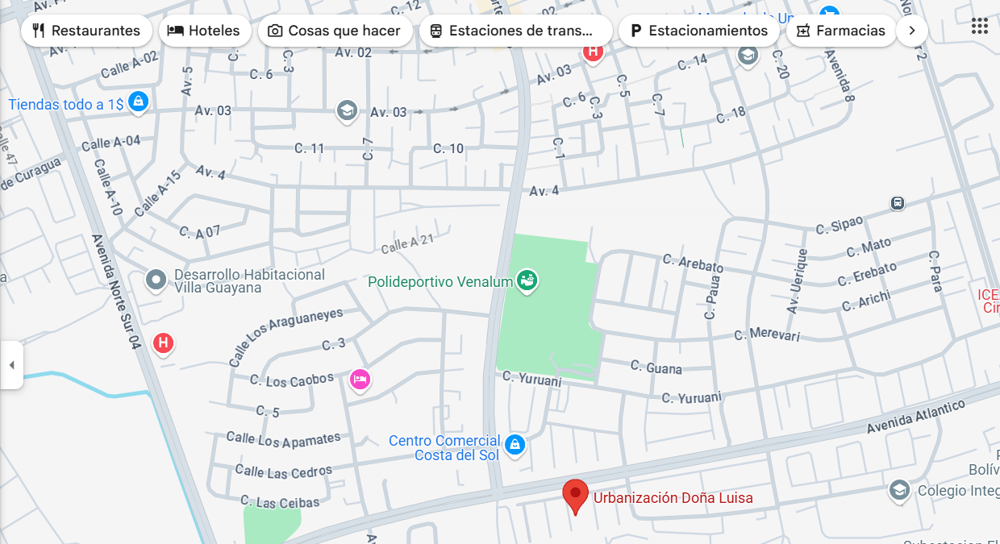 C. 12
02
Restaurantes
Hoteles
Cosas que hacer
Estaciones de trans...
Estacionamientos
Farmacias
Av. 02
Calle A-02
C. 3
C. 6
Av. 5
Av. 03
C. 14
C. 20
Avenida 8
C. 5
C. 7
C. 6
C. 3
C. 18
Tiendas todo a 1$
Av. 03
Av. 03
Calle A-04
C. 11
C. 7
C. 10
C. 1
de Curagua
Calle A-10
Calle A-15
Av. 4
Av. 4
C. A 07
Calle A 21
C. Sipao
C. Mato
C. Erebato
C. Arichi
C. Para
Av. Uerique
C. Paua
C. Arebato
Avenida Norte Sur 04
Desarrollo Habitacional
Villa Guayana
Polideportivo Venalum
Calle Los Araguaneyes
C. 3
C. Merevari
C. Guana
C. Los Caobos
C. Yuruani
C. Yuruani
C. 5
Avenida Atlantico
Calle Los Apamates
Centro Comercial
Costa del Sol
Calle Las Cedros
C. Las Ceibas
Urbanización Doña Luisa
Colegio Integ
Bolív